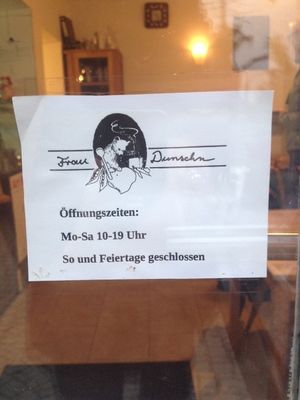 Frau Dunschn
Öffnungszeiten:
Mo-Sa 10-19 Uhr
So und Feiertage geschlossen